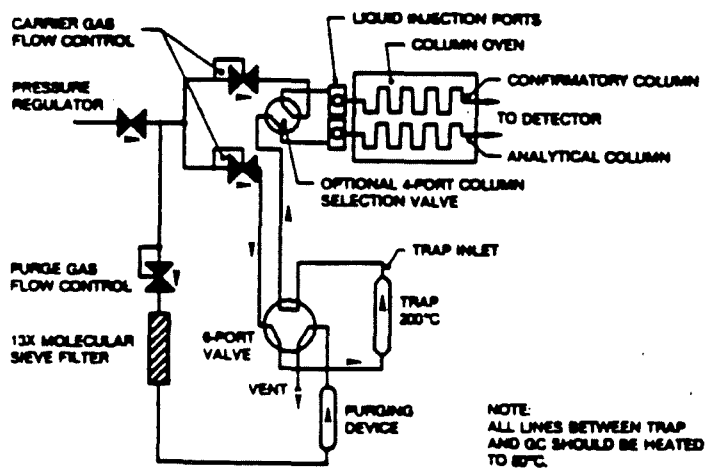 CARRIER GAS
FLOW CONTROL
LIQUID INJECTION PORTS
COLUMN OVEN
CONFIRMATORY COLUMN
PRESSURE
REGULATOR
TO DETECTOR
ANALYTICAL COLUMN
OPTIONAL 4-PORT COLUMN
SELECTION VALVE
TRAP INLET
PURGE GAS
FLOW CONTROL
TRAP
200°C
13X MOLECULAR
SIEVE FILTER
6-PORT
VALVE
VENT
PURGING
DEVICE
NOTE:
ALL LINES BETWEEN TRAP
AND GC SHOULD BE HEATED
TO 80°C.